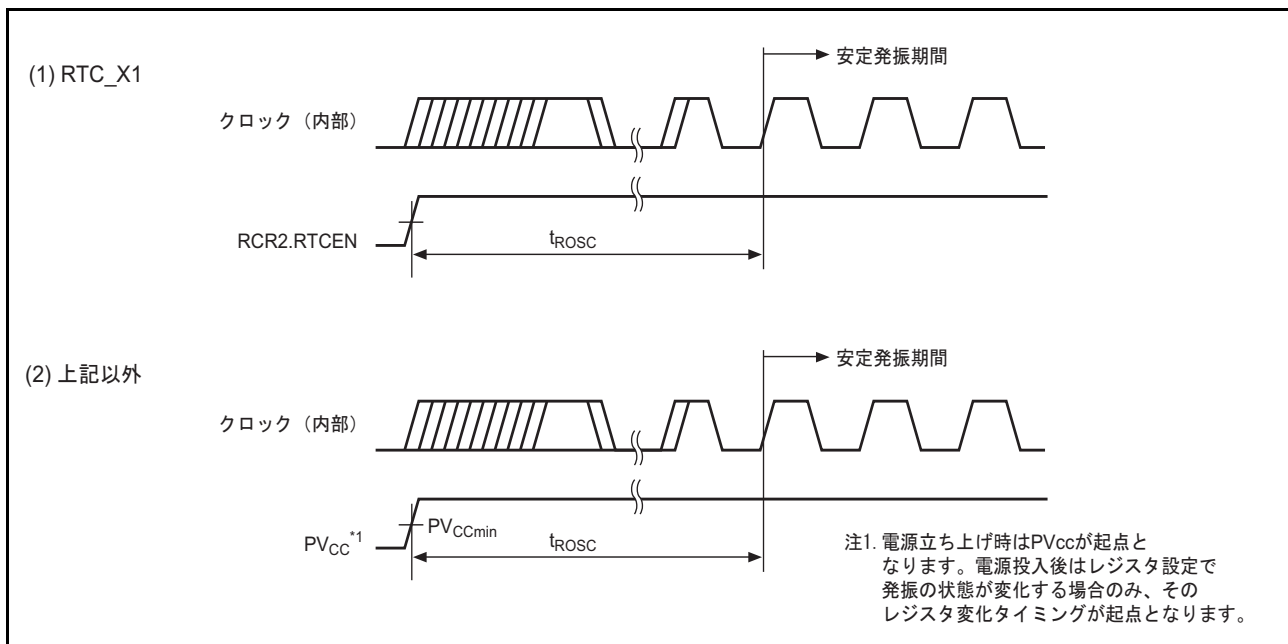 (1) RTC_X1
安定発振期間
クロック（内部）
RCR2.RTCEN
tROSC
(2) 上記以外
安定発振期間
クロック（内部）
PVCC*1
PVCCmin
tROSC
注1. 電源立ち上げ時はPVccが起点と
なります。電源投入後はレジスタ設定で
発振の状態が変化する場合のみ、その
レジスタ変化タイミングが起点となります。